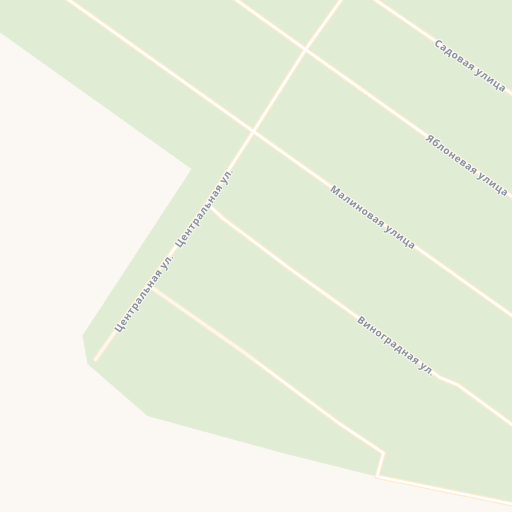 Садовая улица
Яблоневая улица
Малиновая улица
Центральная ул.
Центральная ул.
Виноградная ул.